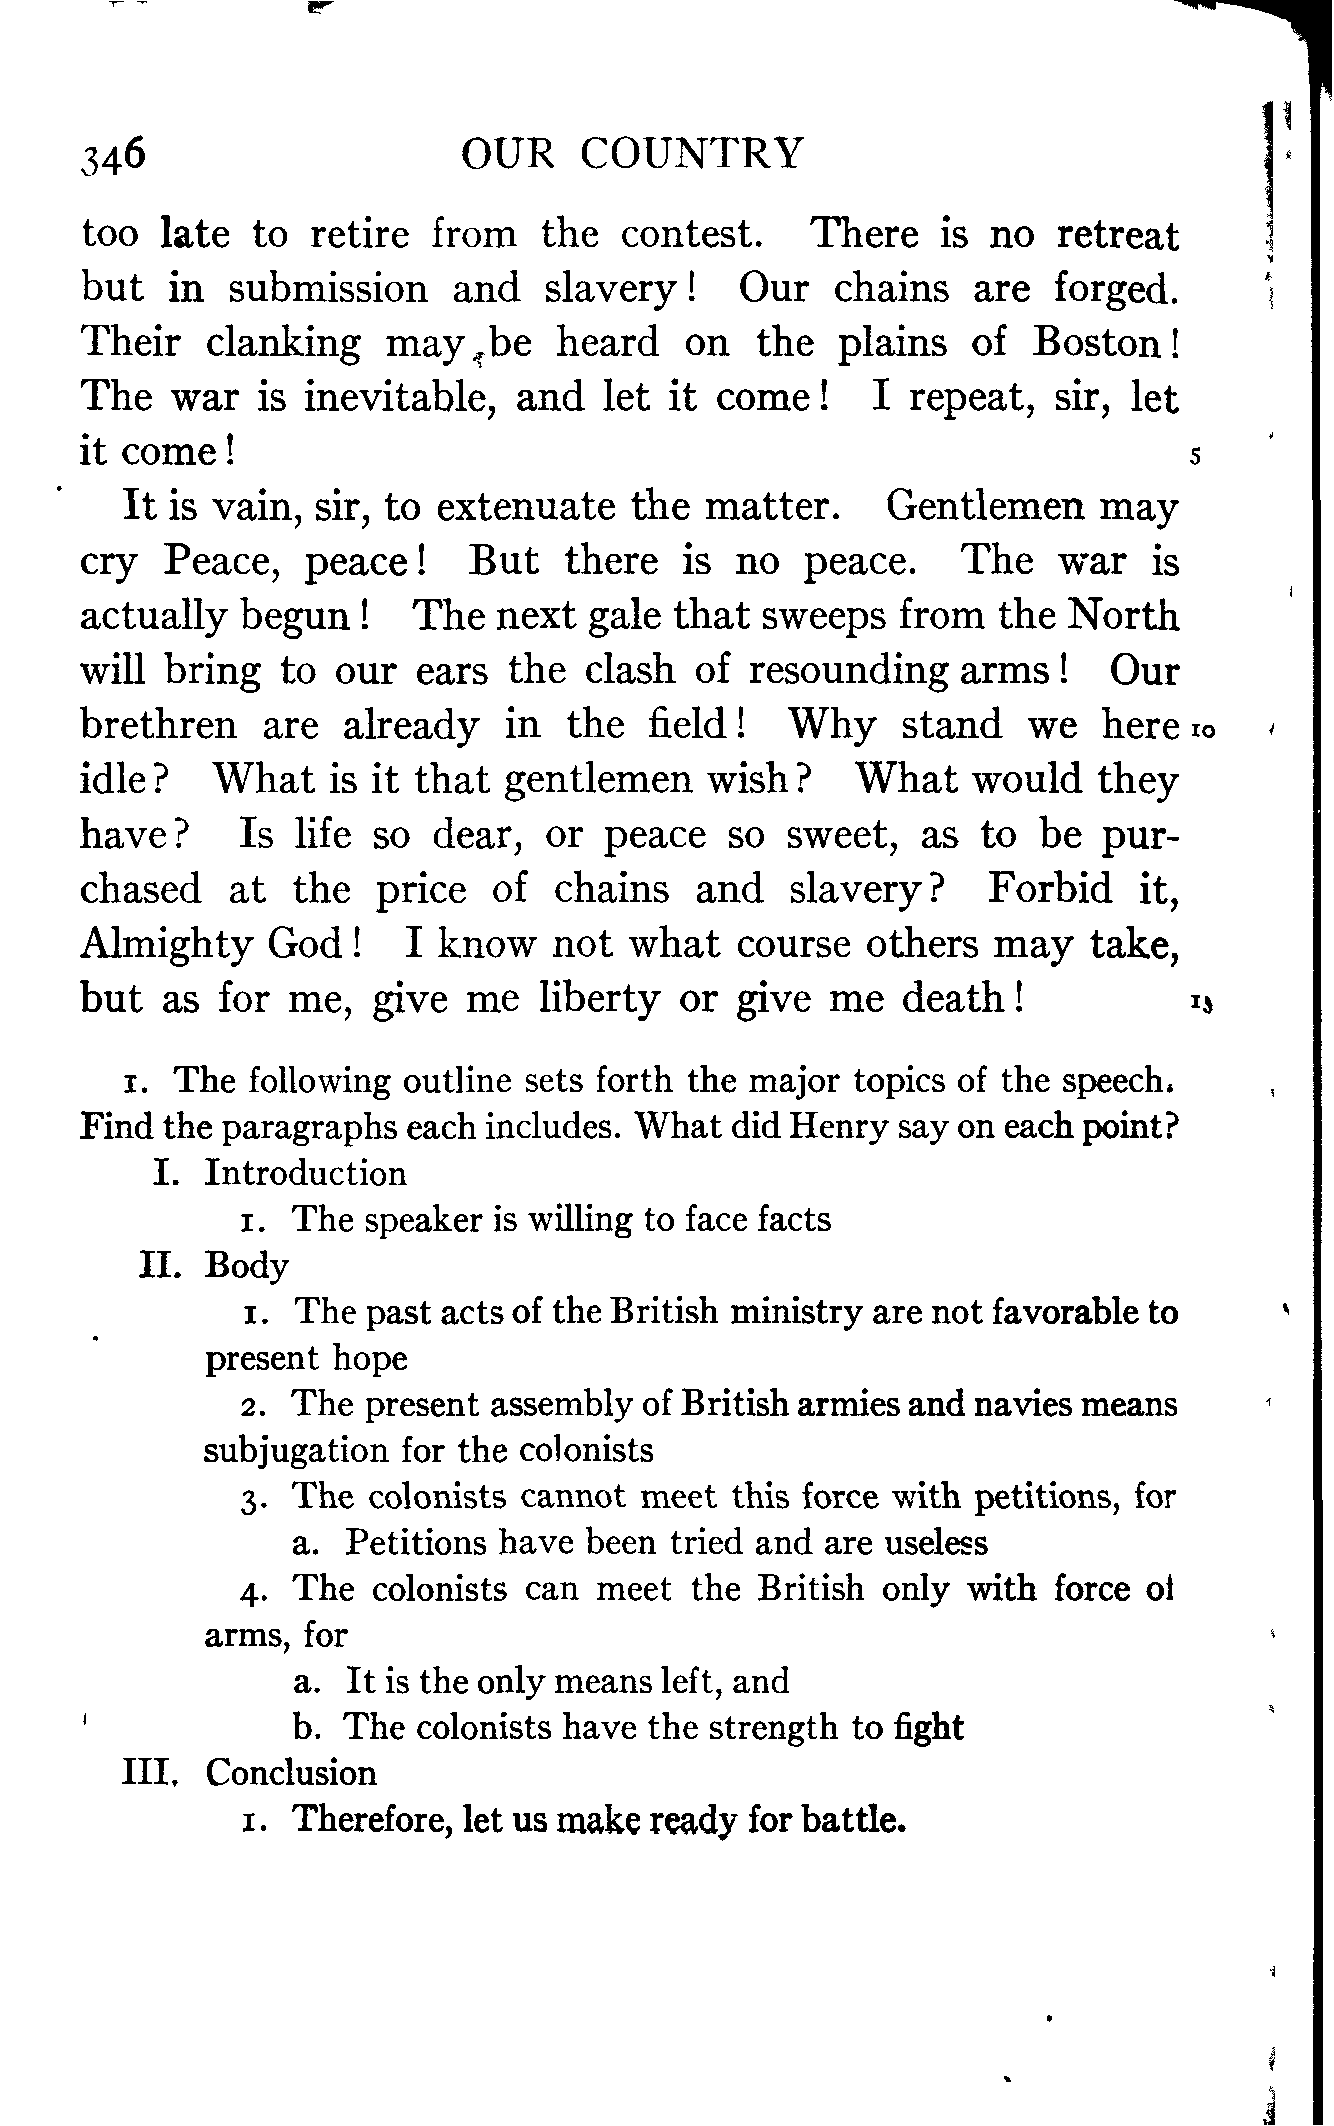 346 OUR COUNTRY
too late to retire from the contest. There is no retreat
but in submission and slavery! Our chains are forged.
Their clanking may be heard on the plains of Boston!
The war is inevitable, and let it come! I repeat, sir, let
it come! 5
It is vain, sir, to extenuate the matter. Gentlemen may
cry Peace, peace! But there is no peace. The war is
actually begun! The next gale that sweeps from the North
will bring to our ears the clash of resounding arms! Our
brethren are already in the field! Why stand we here 10
idle? What is it that gentlemen wish? What would they
have? Is life so dear, or peace so sweet, as to be pur-
chased at the price of chains and slavery? Forbid it,
Almighty God! I know not what course others may take,
but as for me, give me liberty or give me death! 15
1. The following outline sets forth the major topics of the speech.
Find the paragraphs each includes. What did Henry say on each point?
I. Introduction
1. The speaker is willing to face facts
II. Body
1. The past acts of the British ministry are not favorable to
present hope
2. The present assembly of British armies and navies means
subjugation for the colonists
3. The colonists cannot meet this force with petitions, for
a. Petitions have been tried and are useless
4. The colonists can meet the British only with force of
arms, for
a. It is the only means left, and
b. The colonists have the strength to fight
III. Conclusion
1. Therefore, let us make ready for battle.